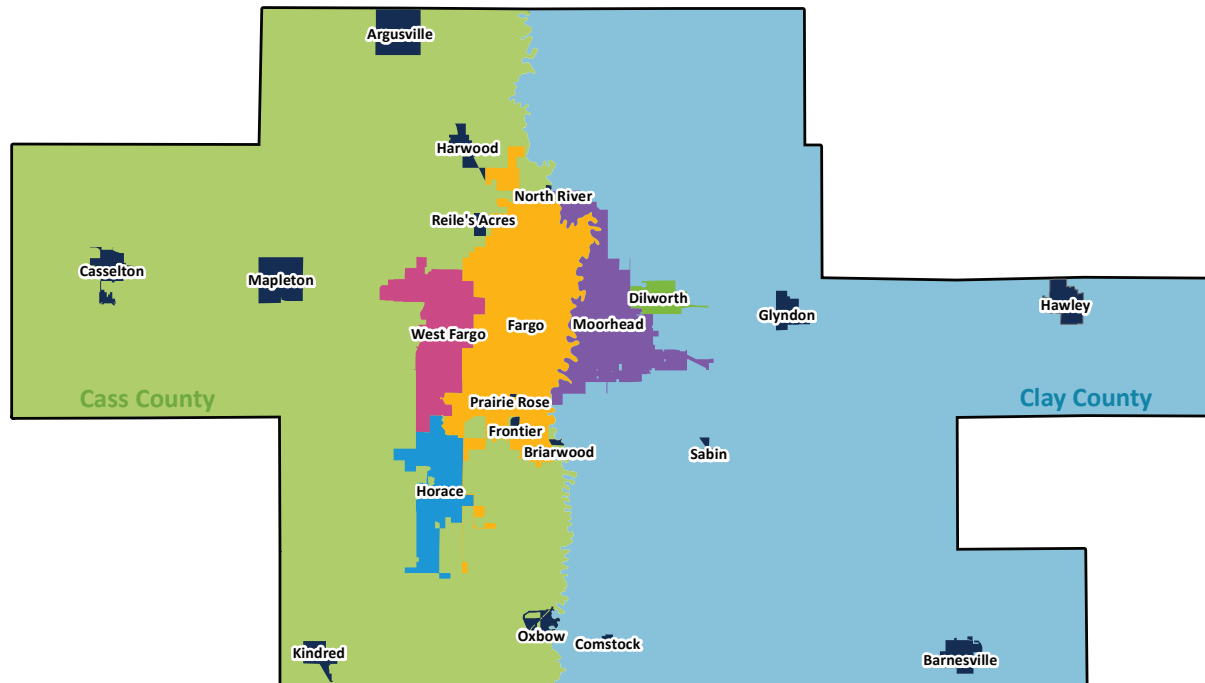 Argusville
Harwood
North River
Reile's Acres
Casselton
Mapleton
Dilworth
Hawley
Glyndon
West Fargo
Fargo
Moorhead
Cass County
Prairie Rose
Clay County
Frontier
Briarwood
Sabin
Horace
Oxbow
Comstock
Kindred
Barnesville